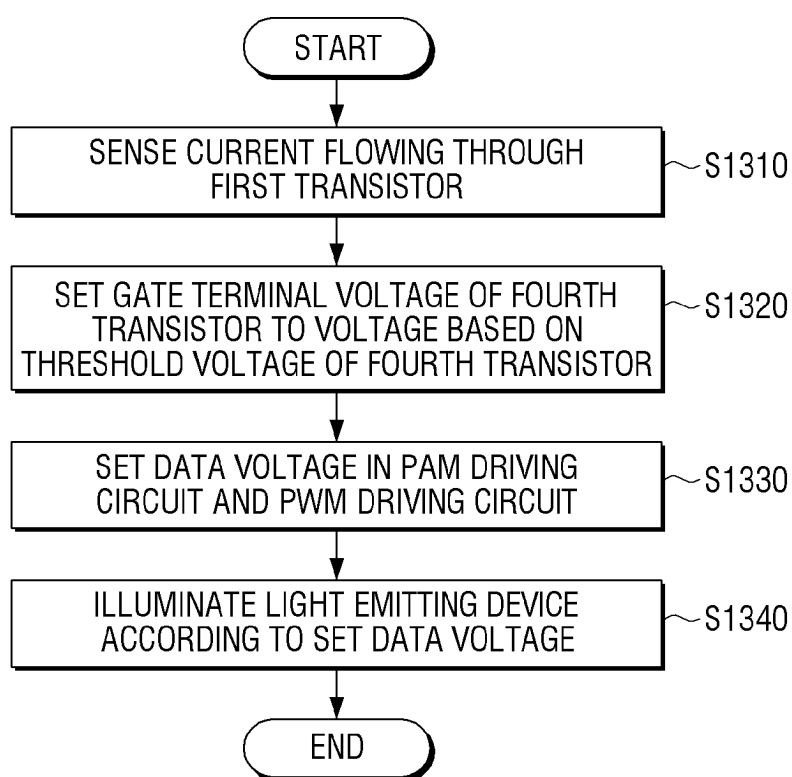 START
SENSE CURRENT FLOWING THROUGH
FIRST TRANSISTOR
S1310
SET GATE TERMINAL VOLTAGE OF FOURTH
TRANSISTOR TO VOLTAGE BASED ON
THRESHOLD VOLTAGE OF FOURTH TRANSISTOR
S1320
SET DATA VOLTAGE IN PAM DRIVING
CIRCUIT AND PWM DRIVING CIRCUIT
S1330
ILLUMINATE LIGHT EMITTING DEVICE
ACCORDING TO SET DATA VOLTAGE
S1340
END